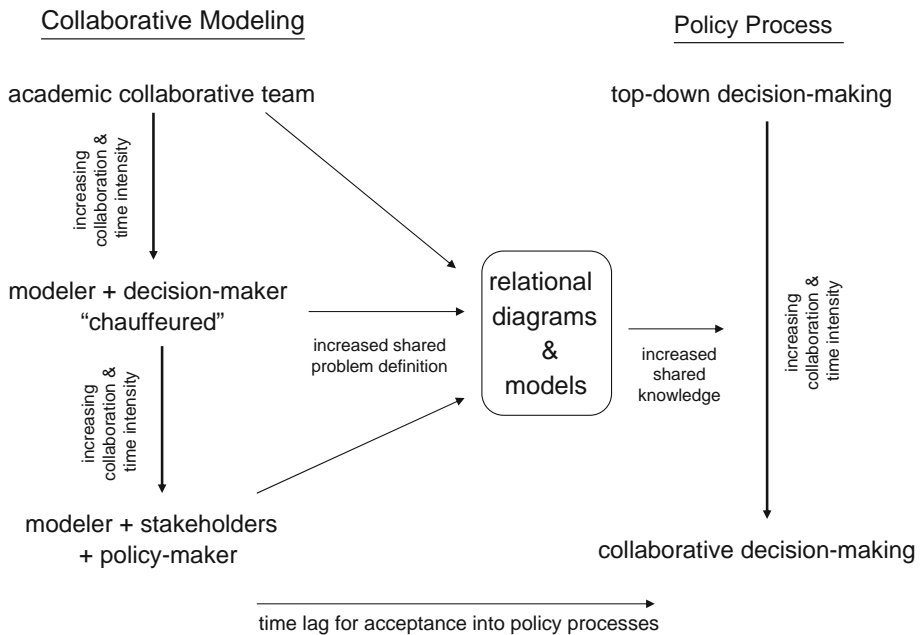 Collaborative Modeling
Policy Process
academic collaborative team
top-down decision-making
increasing
collaboration &
time intensity
modeler + decision-maker
“chauffeured”
increased shared
problem definition
relational
diagrams
&
models
increased
shared
knowledge
increasing
collaboration &
time intensity
increasing
collaboration &
time intensity
modeler + stakeholders
+ policy-maker
collaborative decision-making
time lag for acceptance into policy processes